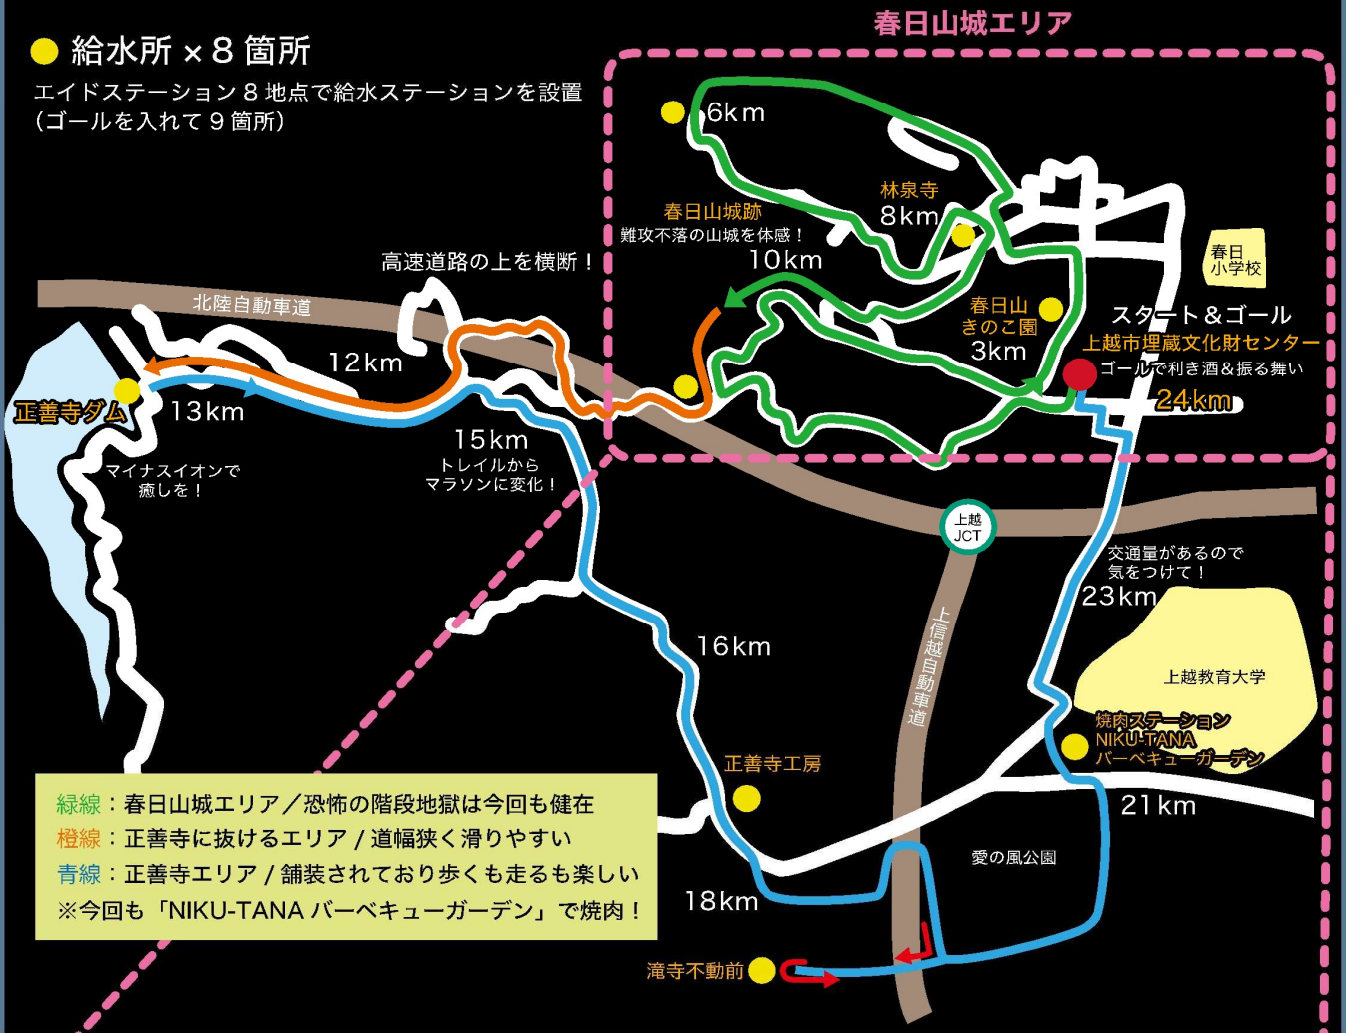 春日山城エリア
給水所×8箇所
エイドステーション8地点で給水ステーションを設置
(ゴールを入れて9箇所)
6km
林泉寺
8km
春日山城跡
難攻不落の山城を体感!
10km
春日
小学校
高速道路の上を横断!
北陸自動車道
春日山
きのこ園
3km
スタート&ゴール
上越市埋蔵文化財センター
ゴールで利き酒&振る舞い
24km
12km
正善寺ダム
13km
マイナスイオンで
癒しを!
15km
トレイルから
マラソンに変化!
上越
JCT
交通量があるので
気をつけて!
23km
上信越自動車道
16km
上越教育大学
焼肉ステーション
NIKU-TANA
バーベキューガーデン
正善寺工房
21km
愛の風公園
18km
滝寺不動前
緑線:春日山城エリア/恐怖の階段地獄は今回も健在
橙線:正善寺に抜けるエリア/道幅狭く滑りやすい
青線:正善寺エリア/舗装されており歩くも走るも楽しい
※今回も「NIKU-TANAバーベキューガーデン」で焼肉!